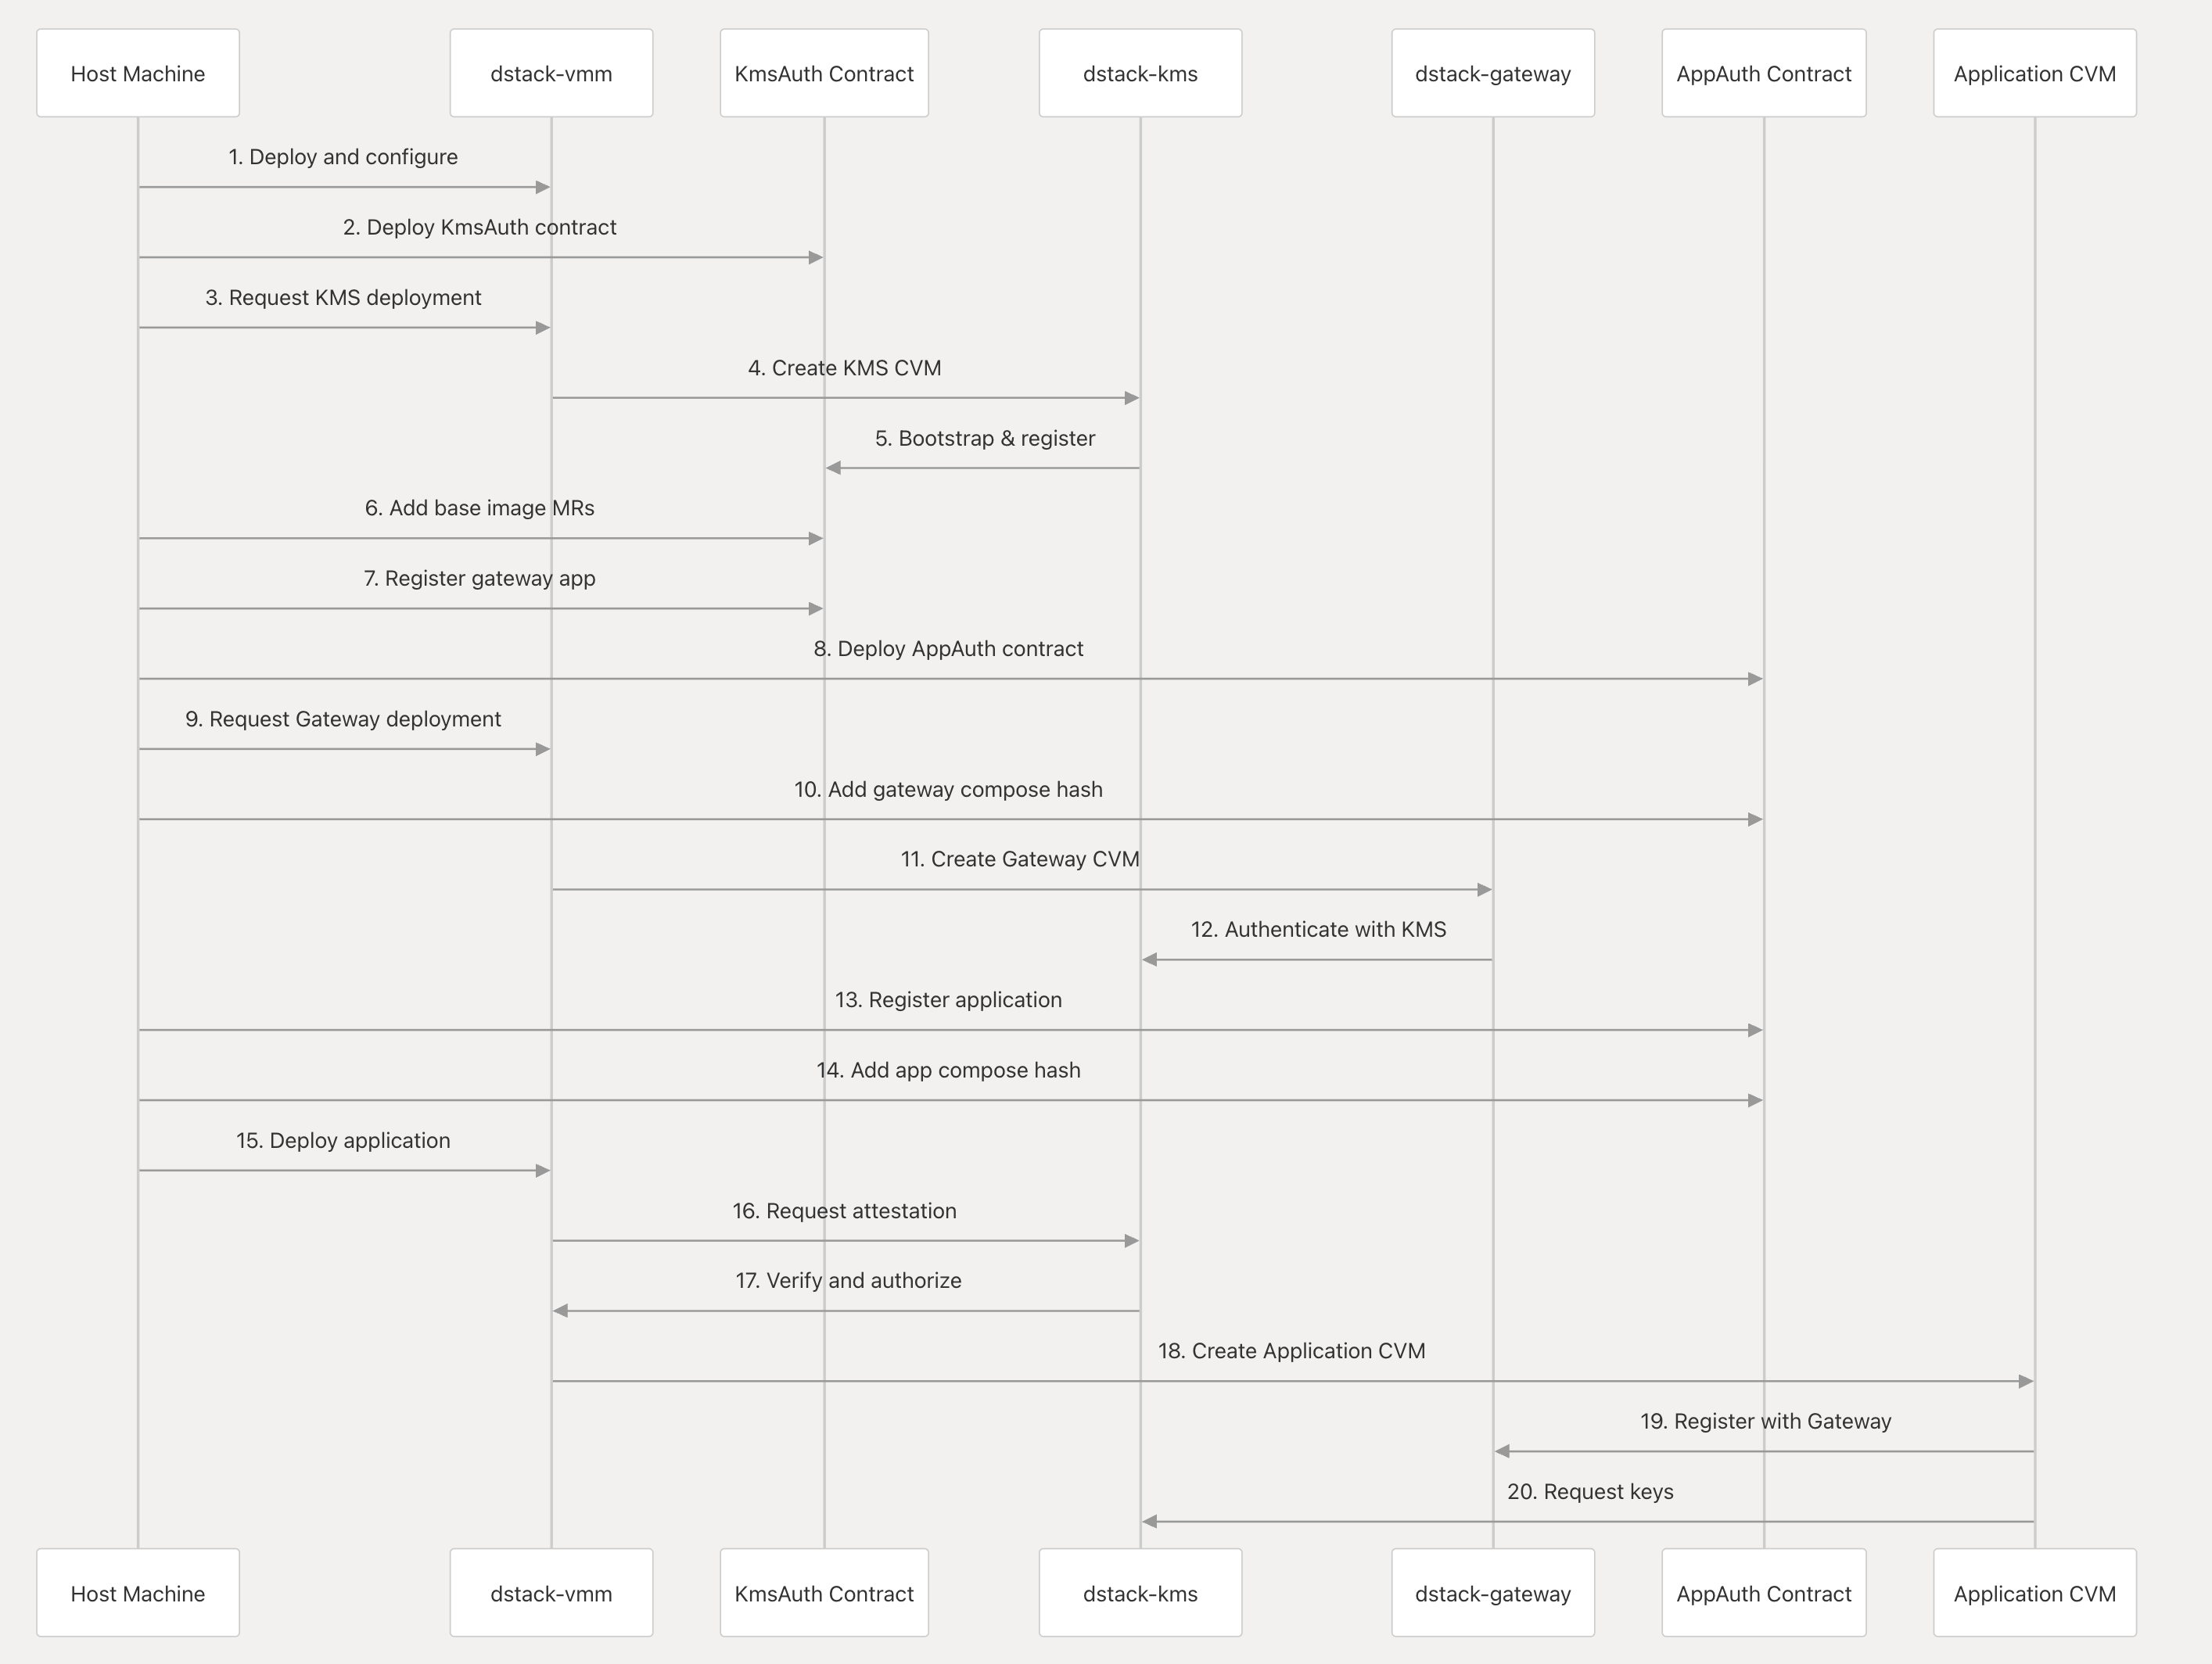 Host Machine
dstack-vmm
KmsAuth Contract
dstack-kms
dstack-gateway
AppAuth Contract
Application CVM
1. Deploy and configure
2. Deploy KmsAuth contract
3. Request KMS deployment
4. Create KMS CVM
5. Bootstrap & register
6. Add base image MRs
7. Register gateway app
8. Deploy AppAuth contract
9. Request Gateway deployment
10. Add gateway compose hash
11. Create Gateway CVM
12. Authenticate with KMS
13. Register application
14. Add app compose hash
15. Deploy application
16. Request attestation
17. Verify and authorize
18. Create Application CVM
19. Register with Gateway
20. Request keys
Host Machine
dstack-vmm
KmsAuth Contract
dstack-kms
dstack-gateway
AppAuth Contract
Application CVM